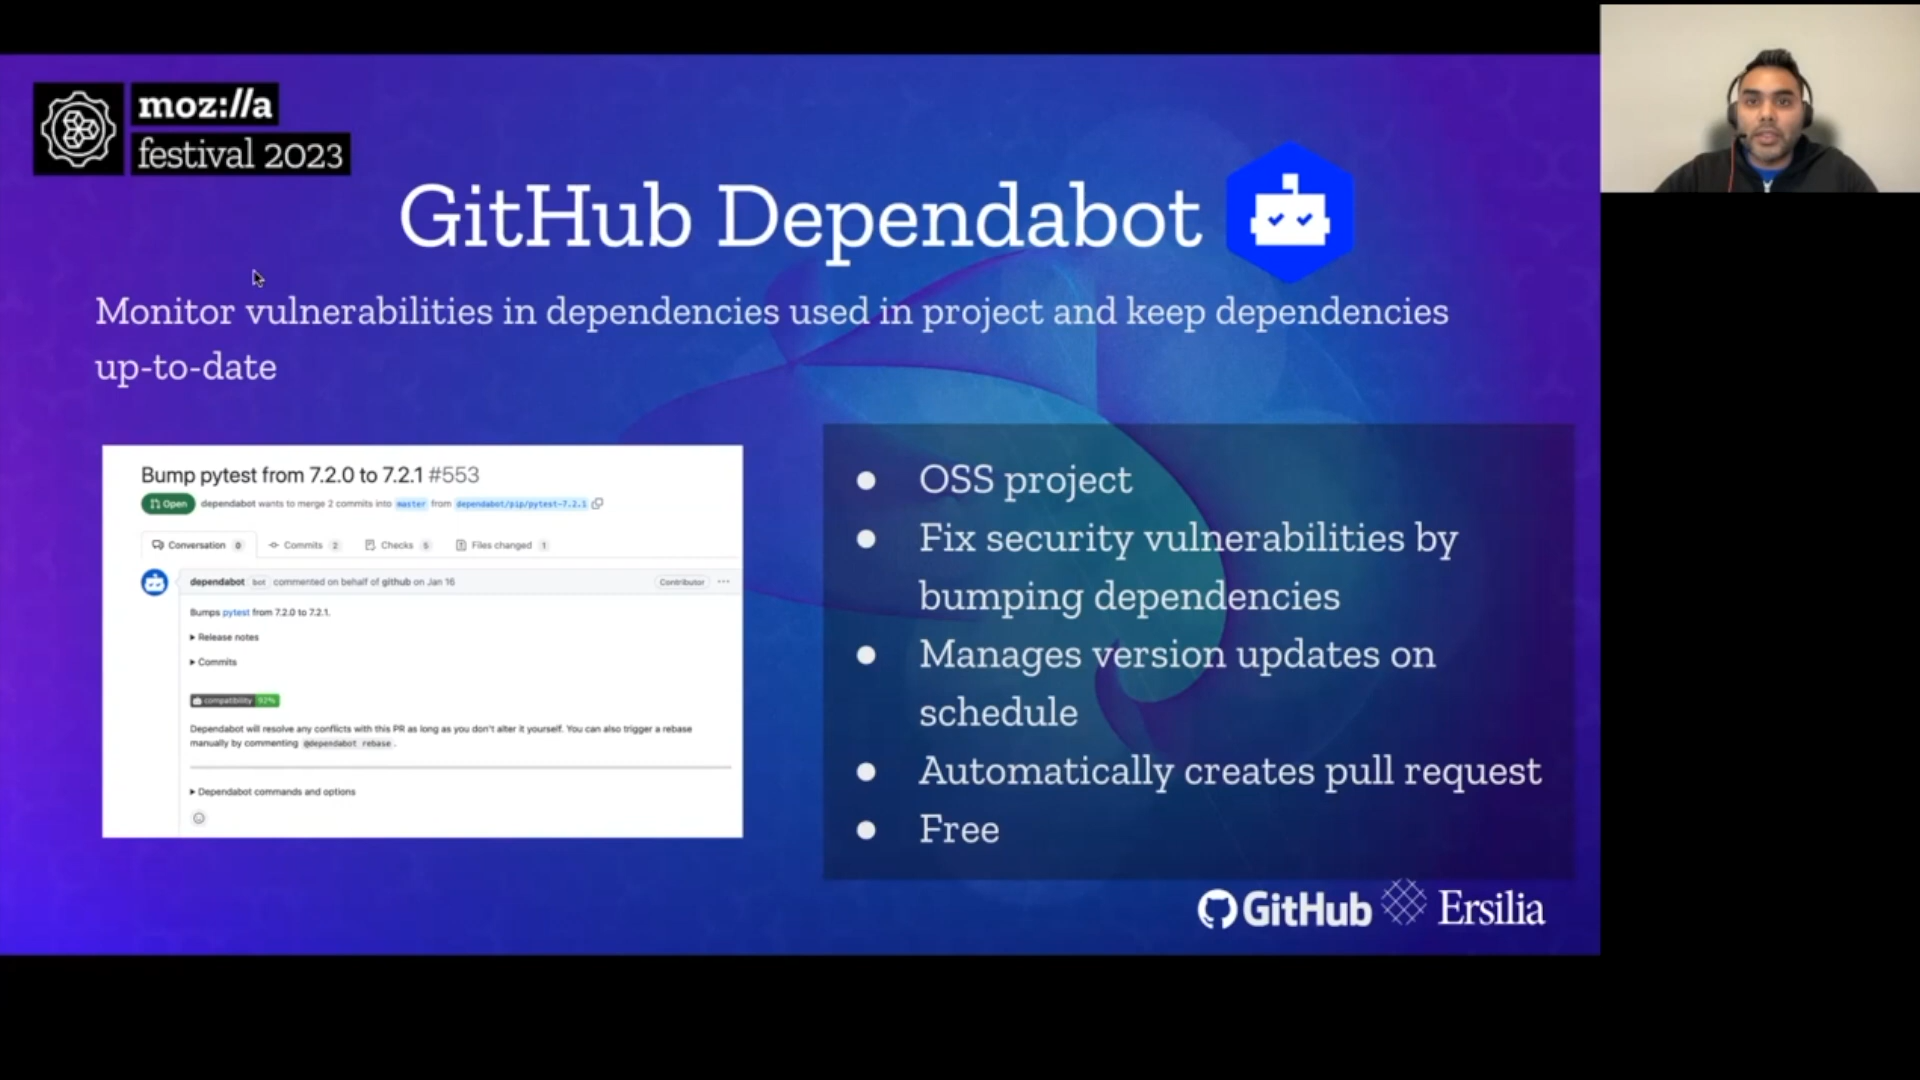 moz://a
festival 2023
GitHub Dependabot
Monitor vulnerabilities in dependencies used in project and keep dependencies
up-to-date
Bump pytest from 7.2.0 to 7.2.1 #553
Open dependabot wants to merge 2 commits into master from dependabot/pip/pytest-7.2.1
Conversation 0 Commits 2 Checks 5 Files changed 1
dependabot bot commented on behalf of github on Jan 16 Contributor ...
Bumps pytest from 7.2.0 to 7.2.1.
Release notes
Commits
compatibility 92%
Dependabot will resolve any conflicts with this PR as long as you don't alter it yourself. You can also trigger a rebase
manually by commenting @dependabot rebase .
Dependabot commands and options
● OSS project
● Fix security vulnerabilities by
bumping dependencies
● Manages version updates on
schedule
● Automatically creates pull request
● Free
GitHub Ersilia